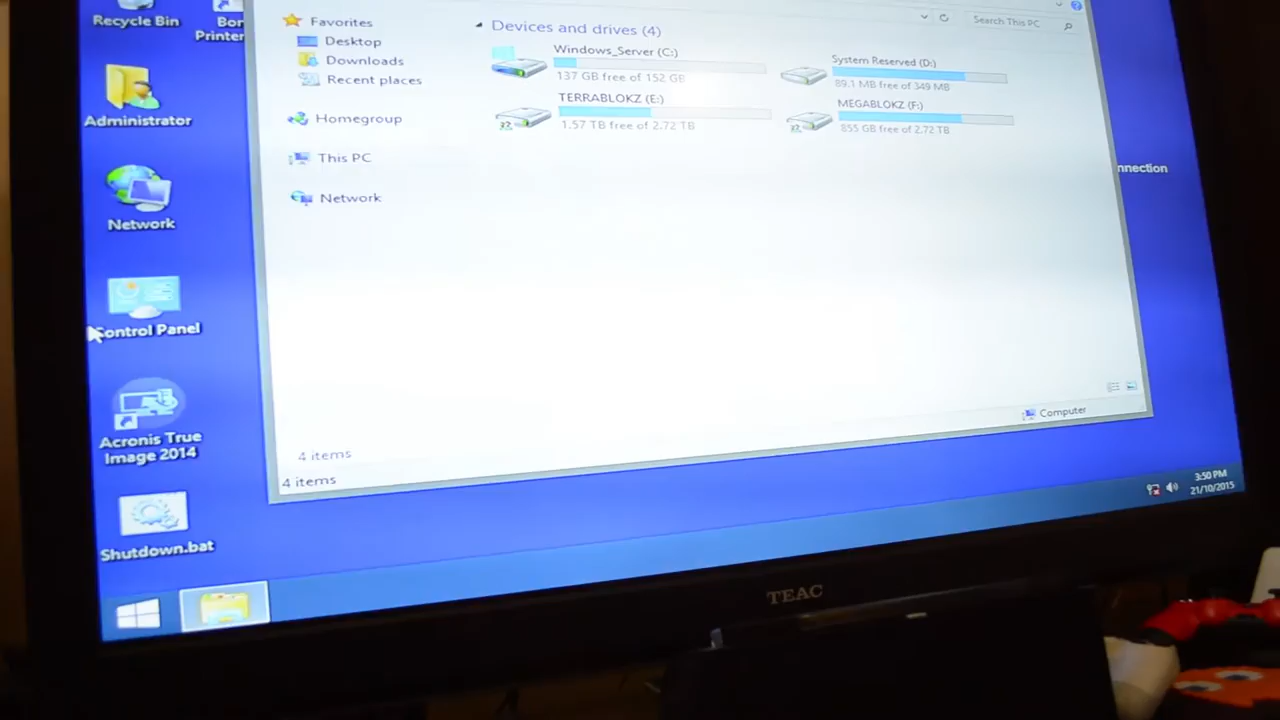 Recycle Bin
Bon
Printer
Administrator
Network
Control Panel
Acronis True
Image 2014
Shutdown.bat
Favorites
Desktop
Downloads
Recent places
Homegroup
This PC
Network
Search This PC
Devices and drives (4)
Windows_Server (C:)
137 GB free of 152 GB
System Reserved (D:)
89.1 MB free of 349 MB
TERRABLOKZ (E:)
1.57 TB free of 2.72 TB
MEGABLOKZ (F:)
855 GB free of 2.72 TB
nnection
4 items
Computer
4 items
3:50 PM
21/10/2015
TEAC